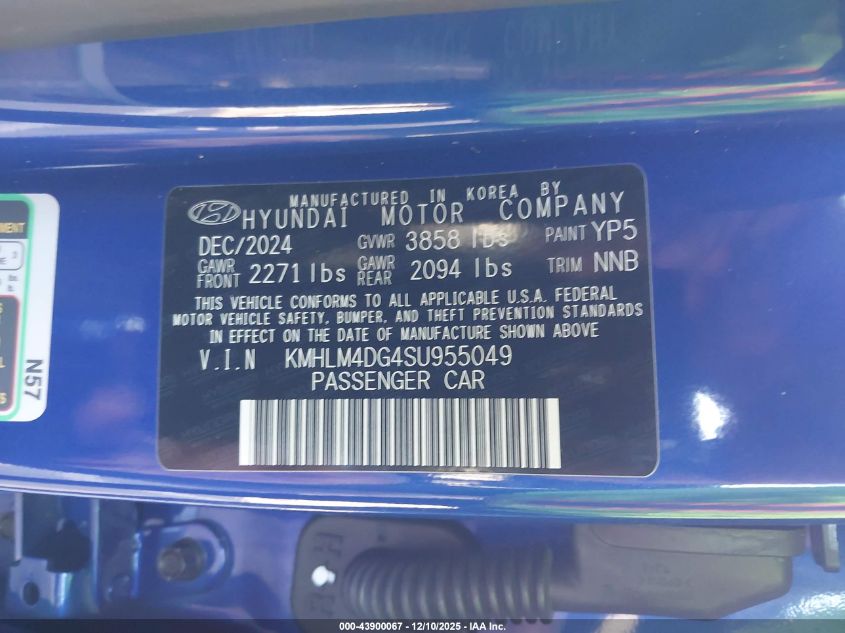 MANUFACTURED IN KOREA BY
HYUNDAI MOTOR COMPANY
DEC/2024 GVWR 3858 lbs PAINT YP5
GAWR FRONT 2271 lbs GAWR REAR 2094 lbs TRIM NNB
THIS VEHICLE CONFORMS TO ALL APPLICABLE U.S.A. FEDERAL
MOTOR VEHICLE SAFETY, BUMPER, AND THEFT PREVENTION STANDARDS
IN EFFECT ON THE DATE OF MANUFACTURE SHOWN ABOVE
V.I.N KMHLM4DG4SU955049
PASSENGER CAR
N57
000-43900067 - 12/10/2025 - IAA Inc.